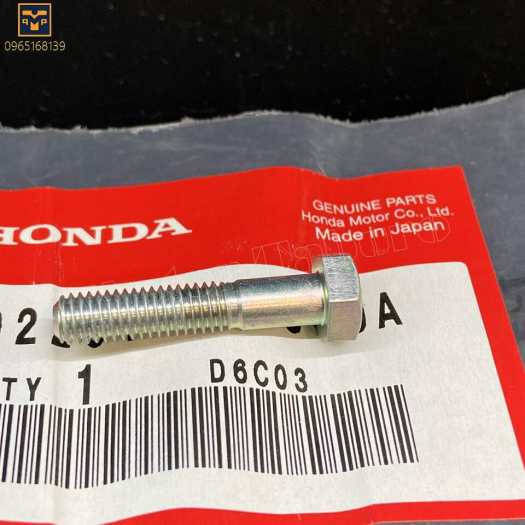 0965168139
HONDA
GENUINE PARTS
Honda Motor Co., Ltd.
Made in Japan
TY 1
D6C03